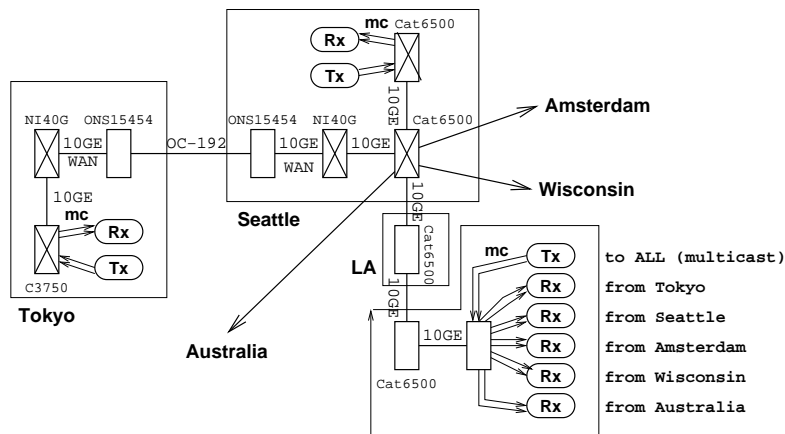 mc Cat6500
Rx
Tx
10GE
NI40G ONS15454 ONS15454 NI40G Cat6500
10GE OC-192 10GE 10GE
WAN WAN
Amsterdam
Wisconsin
10GE
mc
Rx
Tx
C3750
Tokyo
Seattle
10GE
LA
Cat6500
10GE
Australia
10GE
Cat6500
mc Tx to ALL (multicast)
Rx from Tokyo
Rx from Seattle
Rx from Amsterdam
Rx from Wisconsin
Rx from Australia